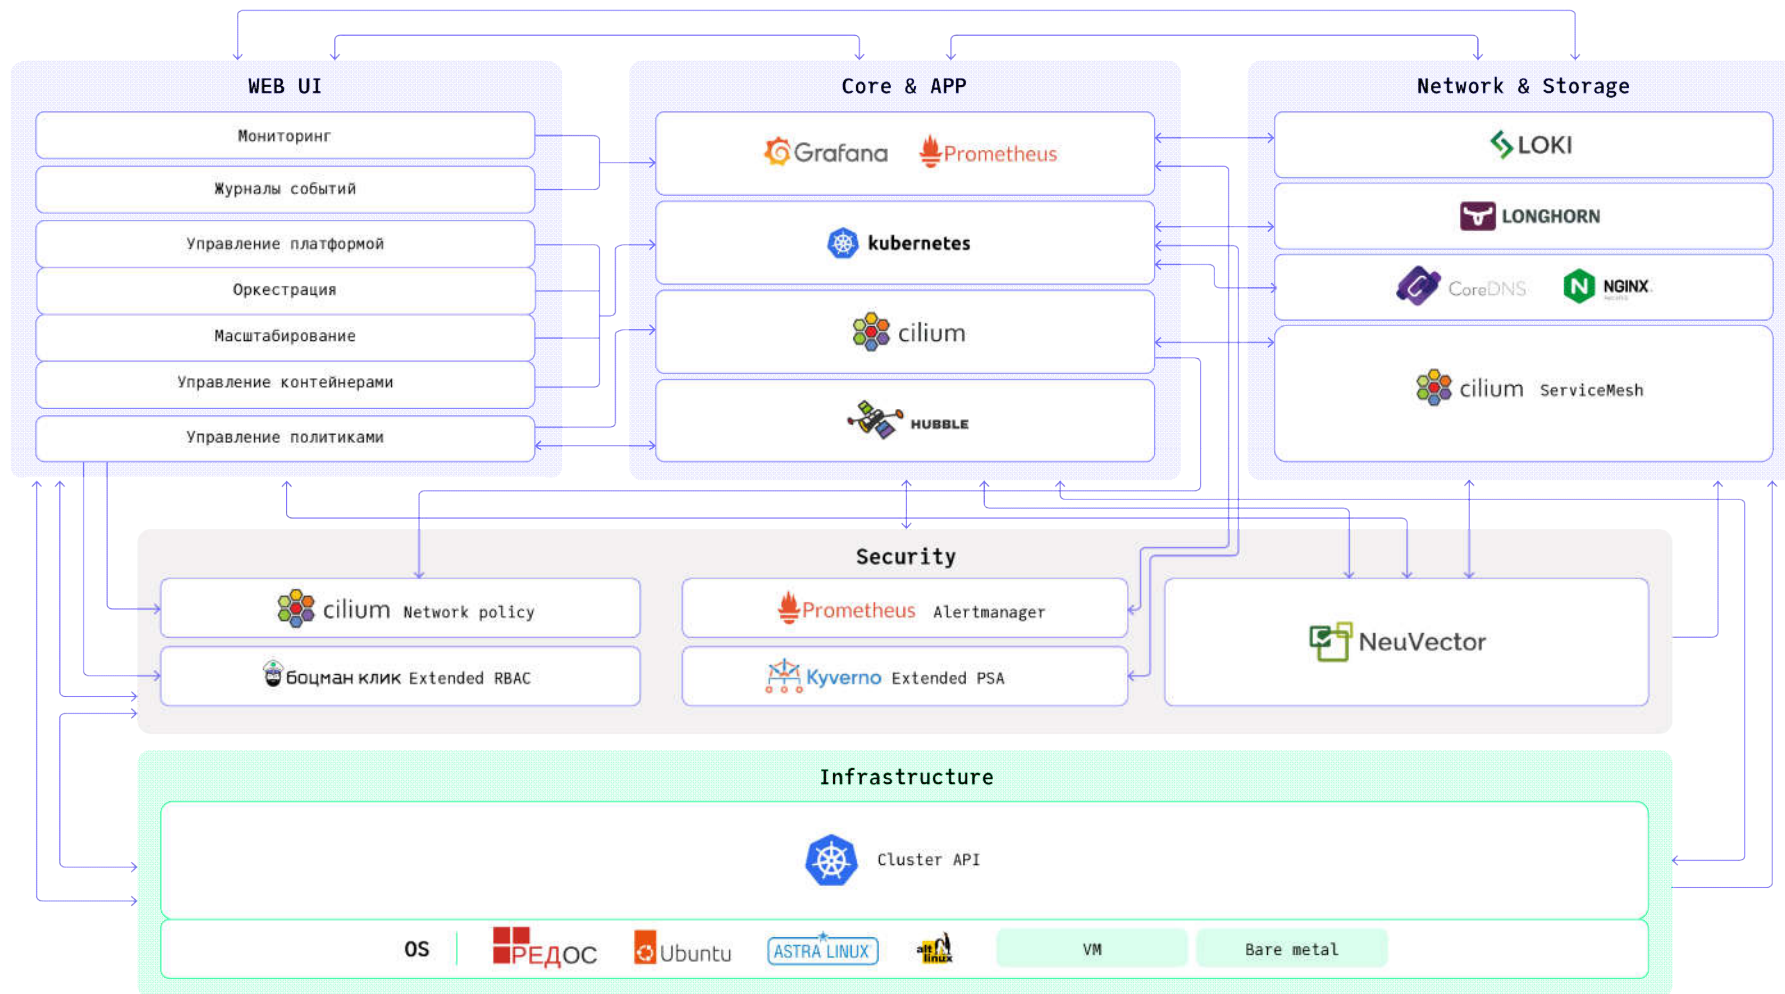 WEB UI
Мониторинг
Журналы событий
Управление платформой
Оркестрация
Масштабирование
Управление контейнерами
Управление политиками
Core & APP
Grafana Prometheus
kubernetes
cilium
HUBBLE
Network & Storage
LOKI
LONGHORN
CoreDNS NGINX
cilium ServiceMesh
Security
cilium Network policy
Prometheus Alertmanager
NeuVector
боцман клик Extended RBAC
Kyverno Extended PSA
Infrastructure
Cluster API
OS РЕДОС Ubuntu ASTRA LINUX alt linux VM Bare metal